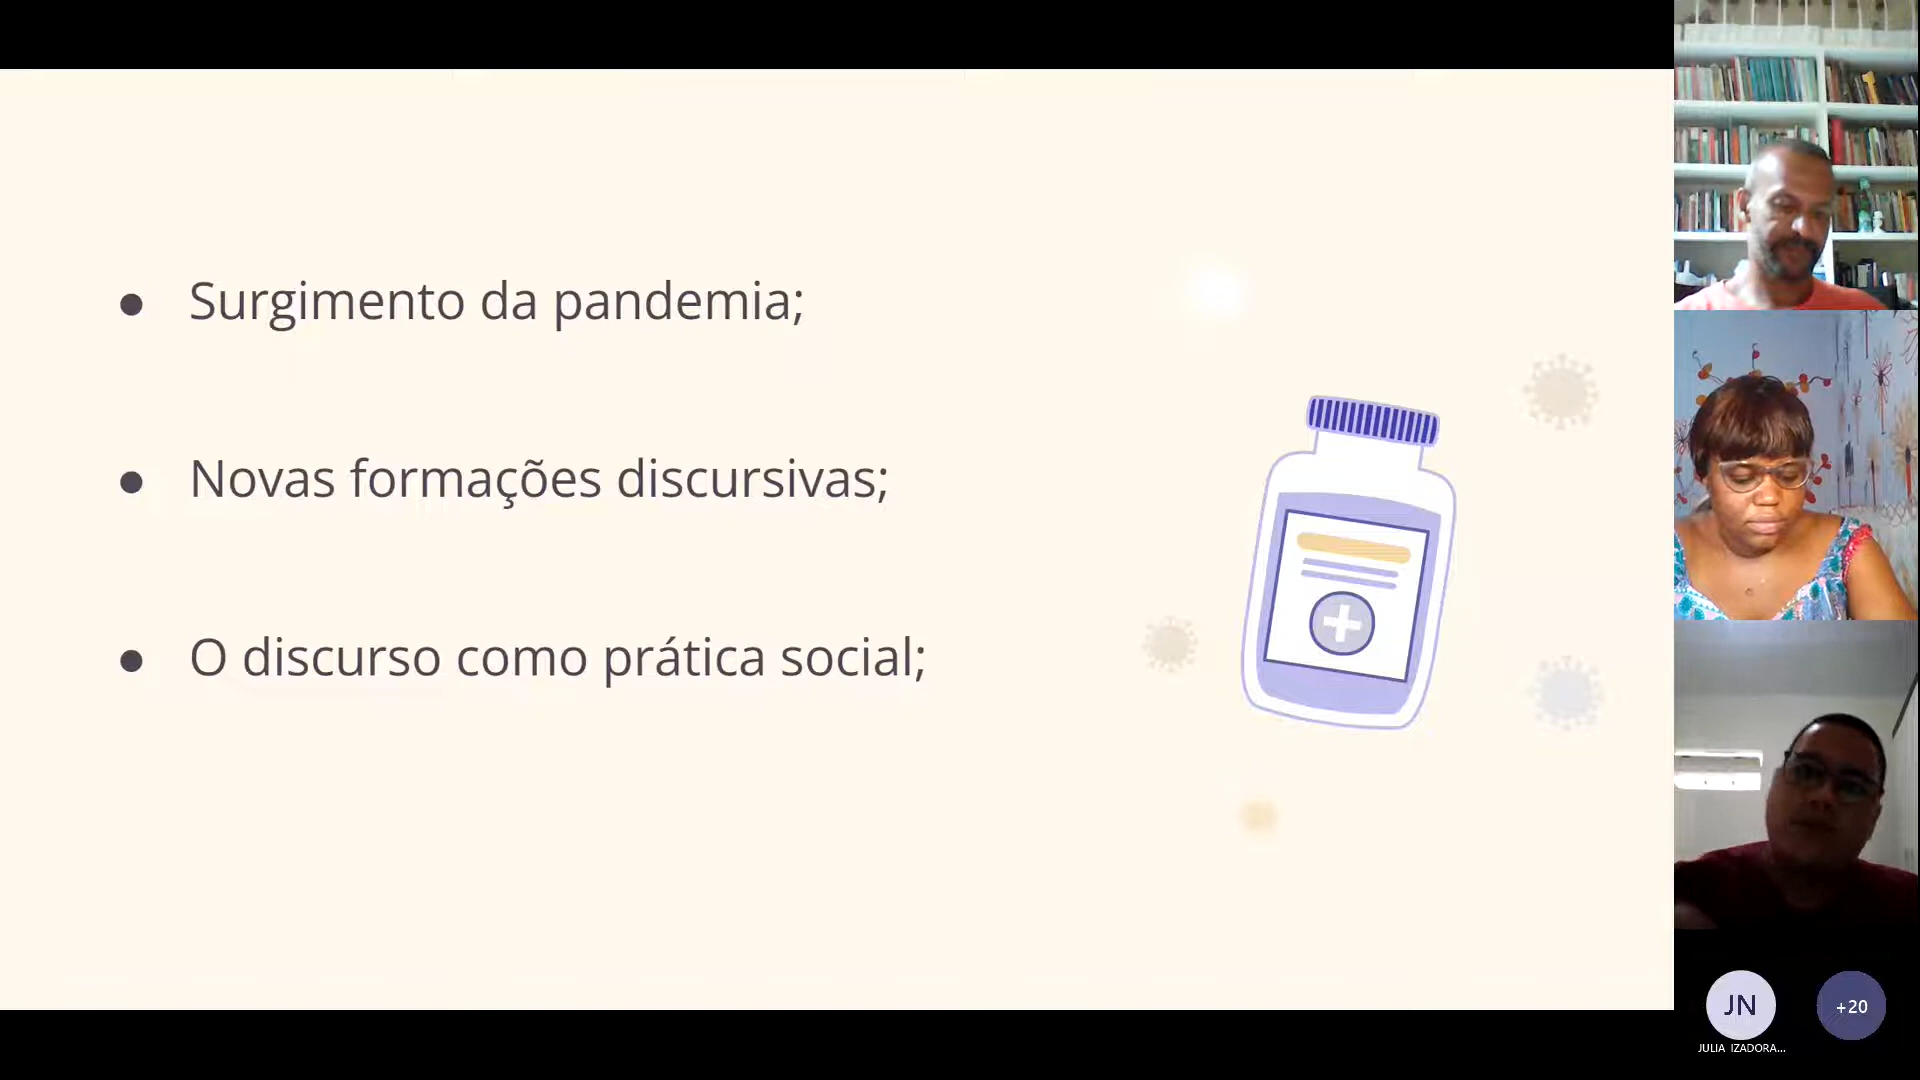 ● Surgimento da pandemia;
● Novas formações discursivas;
● O discurso como prática social;
JN
+20
JULIA IZADORA...